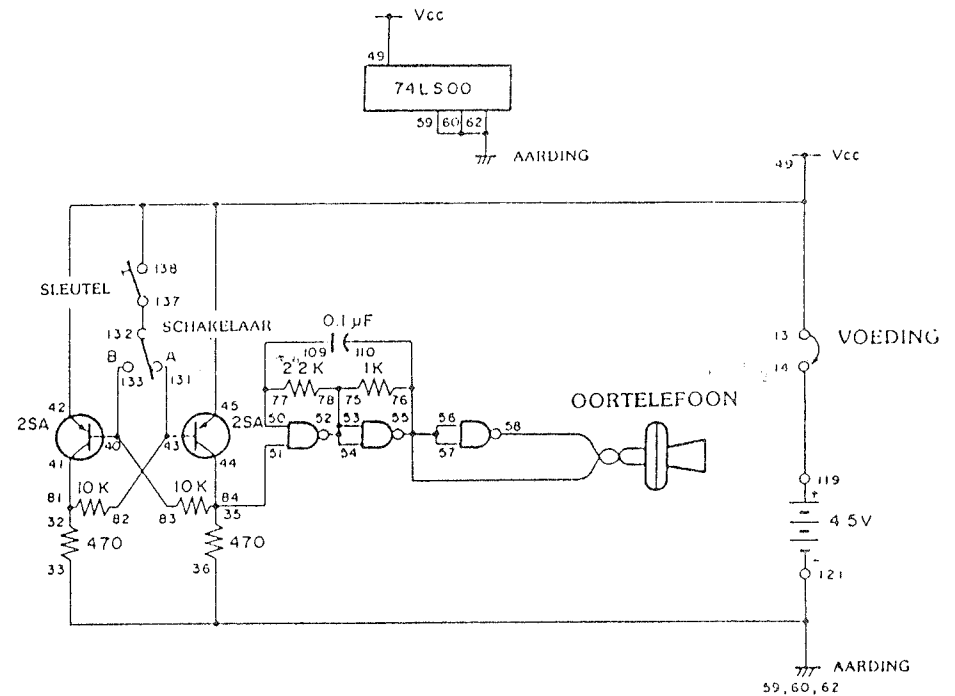 Vcc
49
74LS00
59 60 62
AARDING
49 Vcc
138
SLEUTEL
137
132 SCHAKELAAR
B A
133 131
0.1 µF
109 110
2.2K 1K
77 78 75 76
13 VOEDING
14
OORTELEFOON
42 45
2SA 2SA
40 43
41 44
50 52 53 55 56 58
51 54 57
81 10K 10K 84
82 83
32 35
470 470
33 36
119
+
4.5V
-
121
AARDING
59, 60, 62